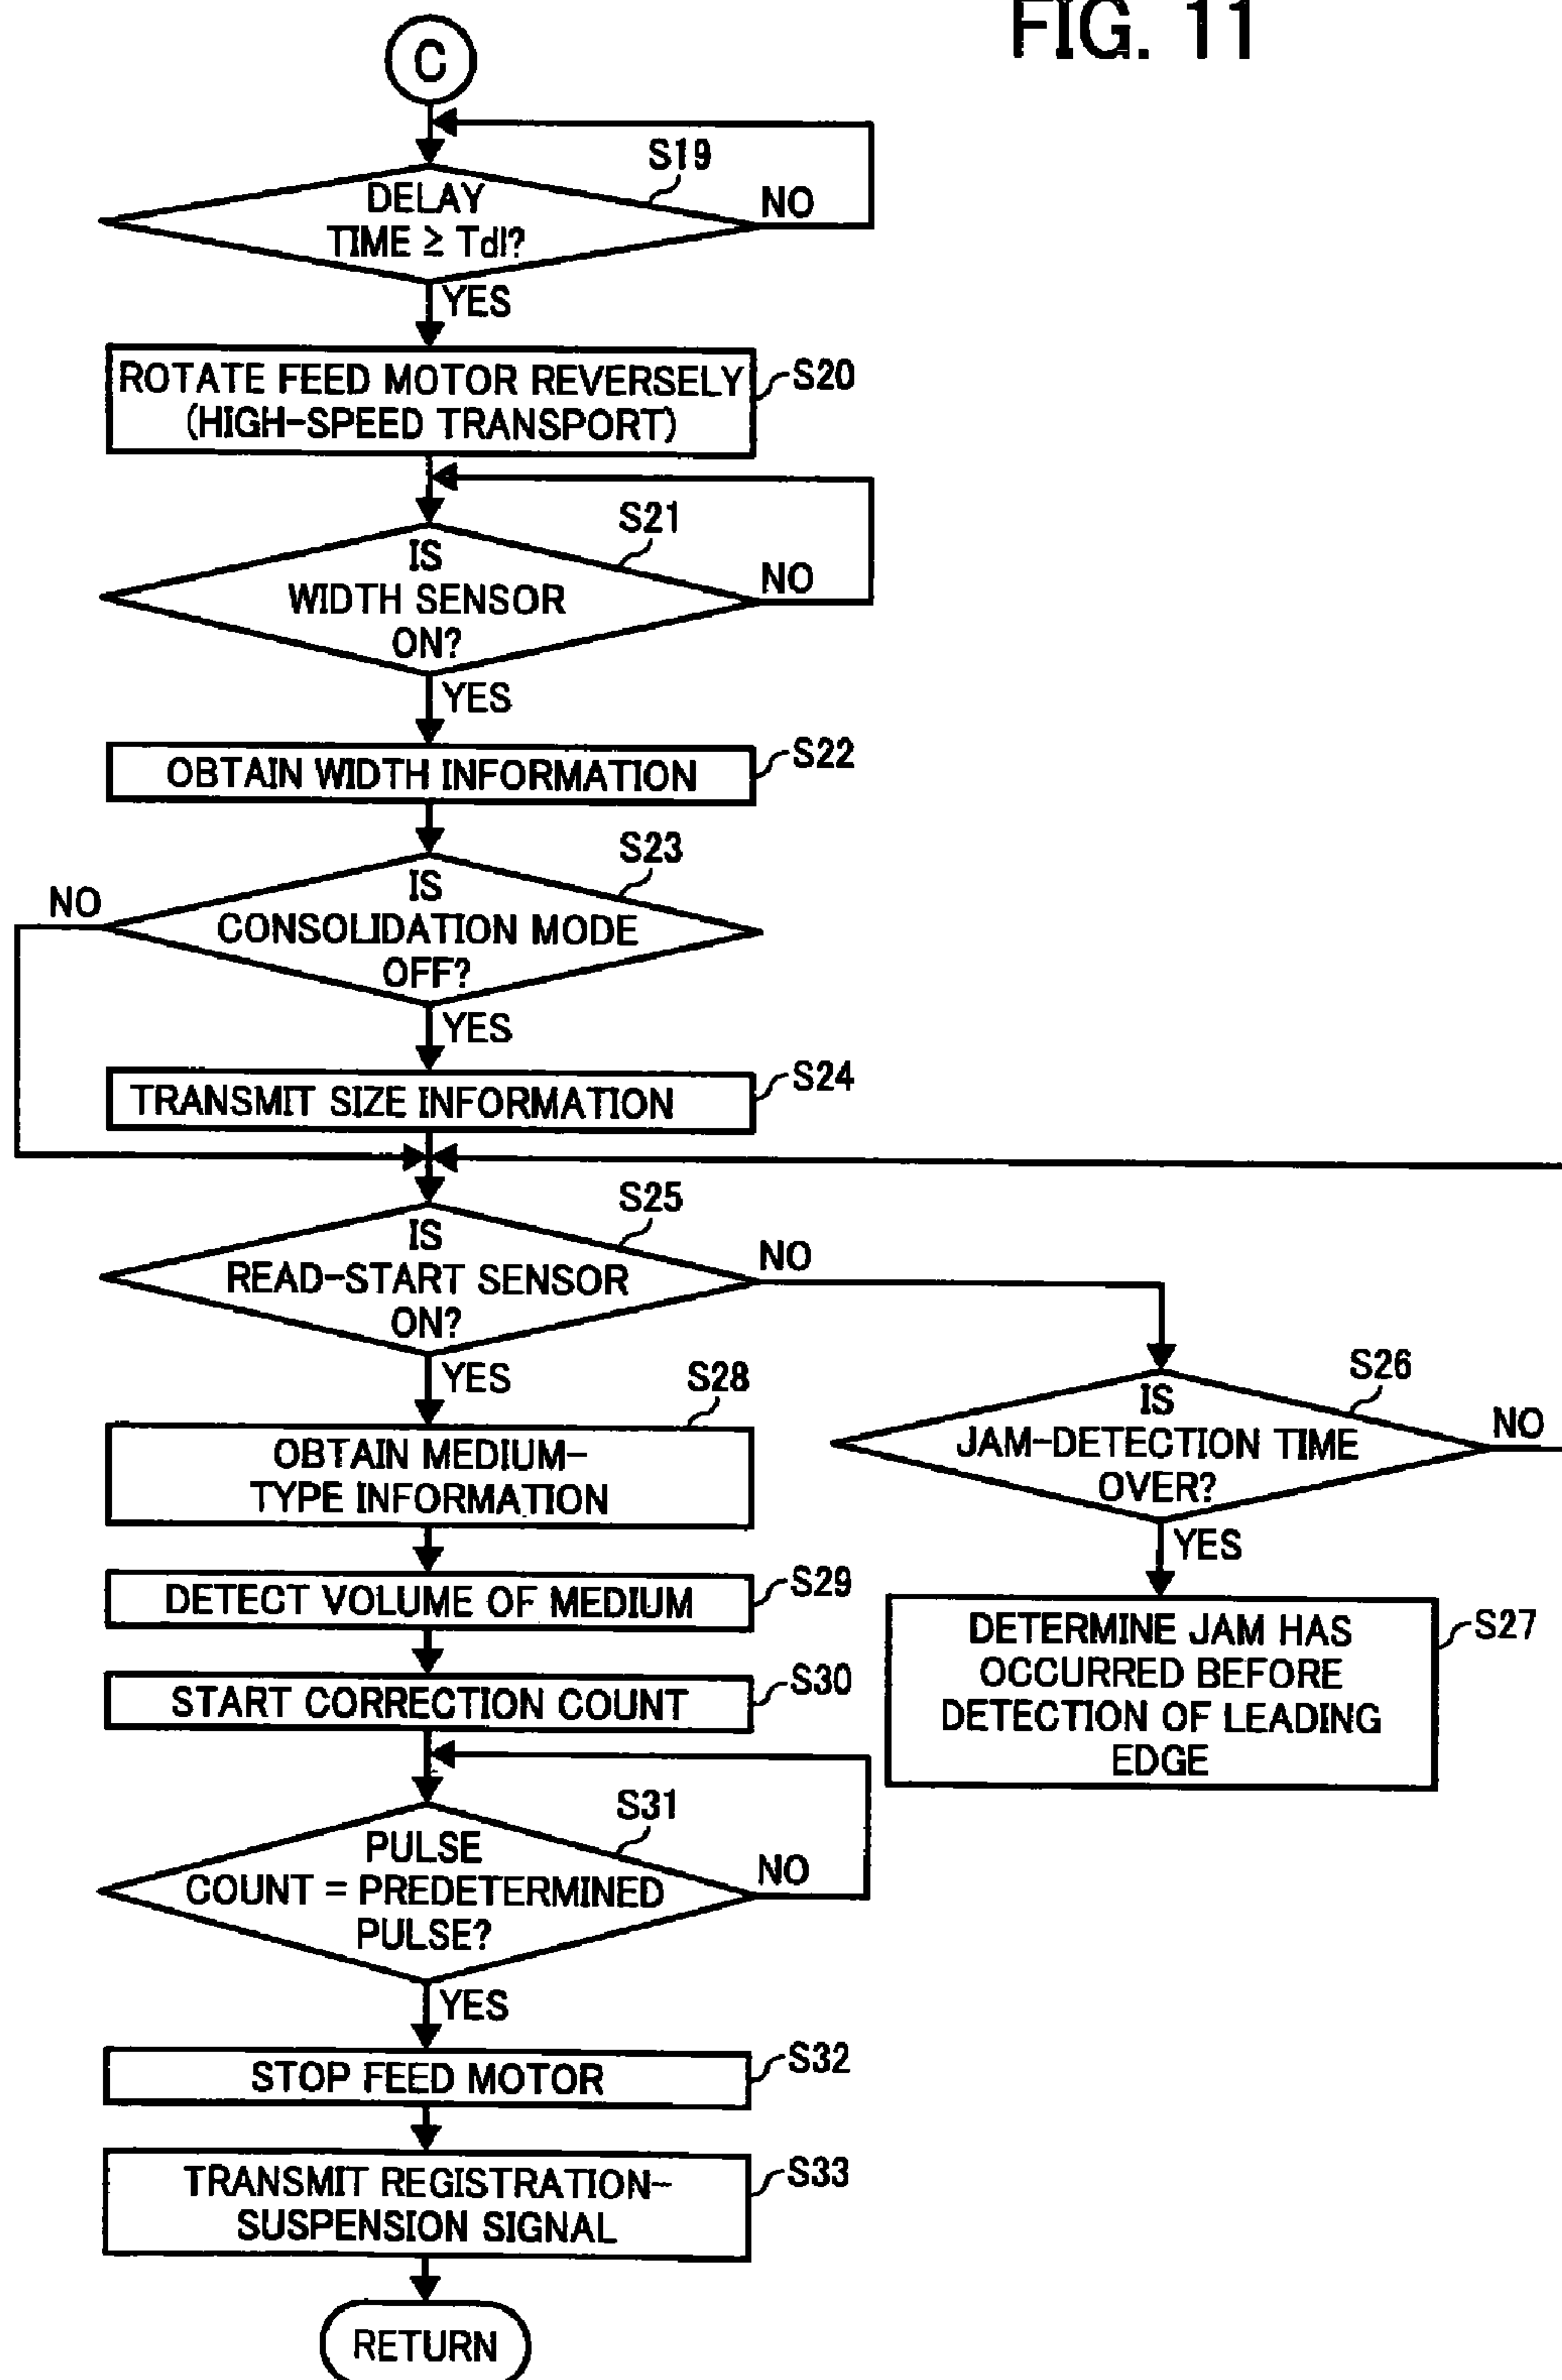 FIG. 11
C
S19
DELAY
TIME ≥ Tdl?
NO
YES
ROTATE FEED MOTOR REVERSELY
(HIGH-SPEED TRANSPORT)
S20
S21
IS
WIDTH SENSOR
ON?
NO
YES
OBTAIN WIDTH INFORMATION
S22
S23
IS
CONSOLIDATION MODE
OFF?
NO
YES
TRANSMIT SIZE INFORMATION
S24
S25
IS
READ-START SENSOR
ON?
NO
YES
S26
IS
JAM-DETECTION TIME
OVER?
NO
YES
DETERMINE JAM HAS
OCCURRED BEFORE
DETECTION OF LEADING
EDGE
S27
S28
OBTAIN MEDIUM-
TYPE INFORMATION
DETECT VOLUME OF MEDIUM
S29
START CORRECTION COUNT
S30
S31
PULSE
COUNT = PREDETERMINED
PULSE?
NO
YES
STOP FEED MOTOR
S32
TRANSMIT REGISTRATION-
SUSPENSION SIGNAL
S33
RETURN